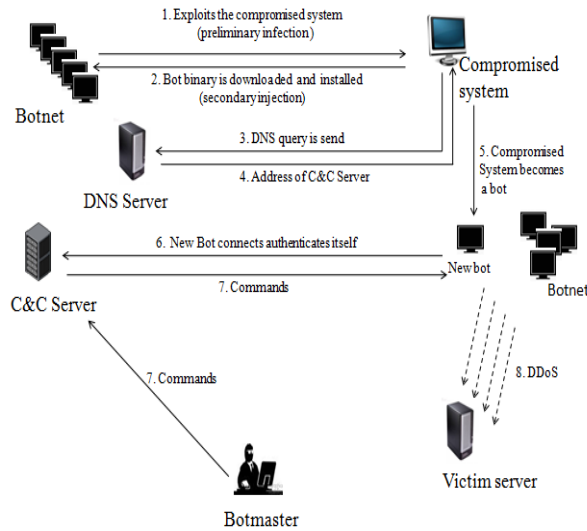 1. Exploits the compromised system
(preliminary infection)
2. Bot binary is downloaded and installed
(secondary injection)
Botnet
Compromised
system
3. DNS query is send
4. Address of C&C Server
DNS Server
5. Compromised
System becomes
a bot
6. New Bot connects authenticates itself
7. Commands
C&C Server
New bot
Botnet
7. Commands
8. DDoS
Victim server
Botmaster